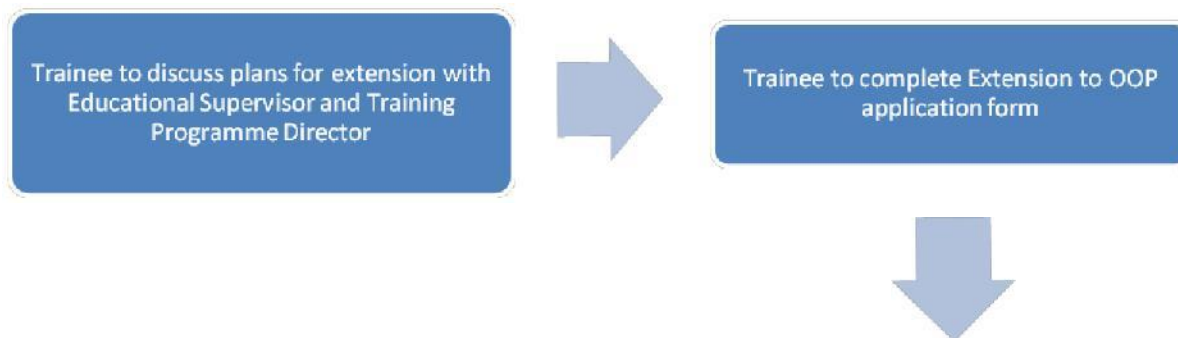 Trainee to discuss plans for extension with
Educational Supervisor and Training
Programme Director
Trainee to complete Extension to OOP
application form